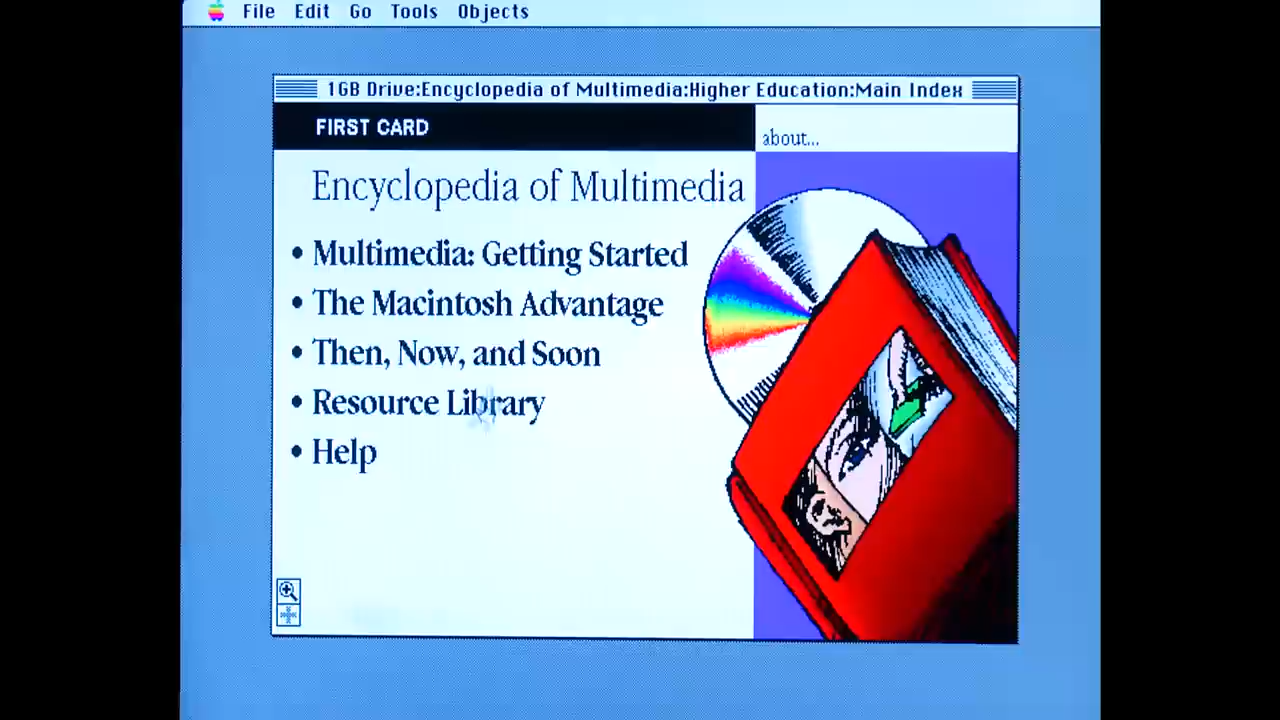 File Edit Go Tools Objects
1GB Drive:Encyclopedia of Multimedia:Higher Education:Main Index
FIRST CARD
about...
Encyclopedia of Multimedia
• Multimedia: Getting Started
• The Macintosh Advantage
• Then, Now, and Soon
• Resource Library
• Help